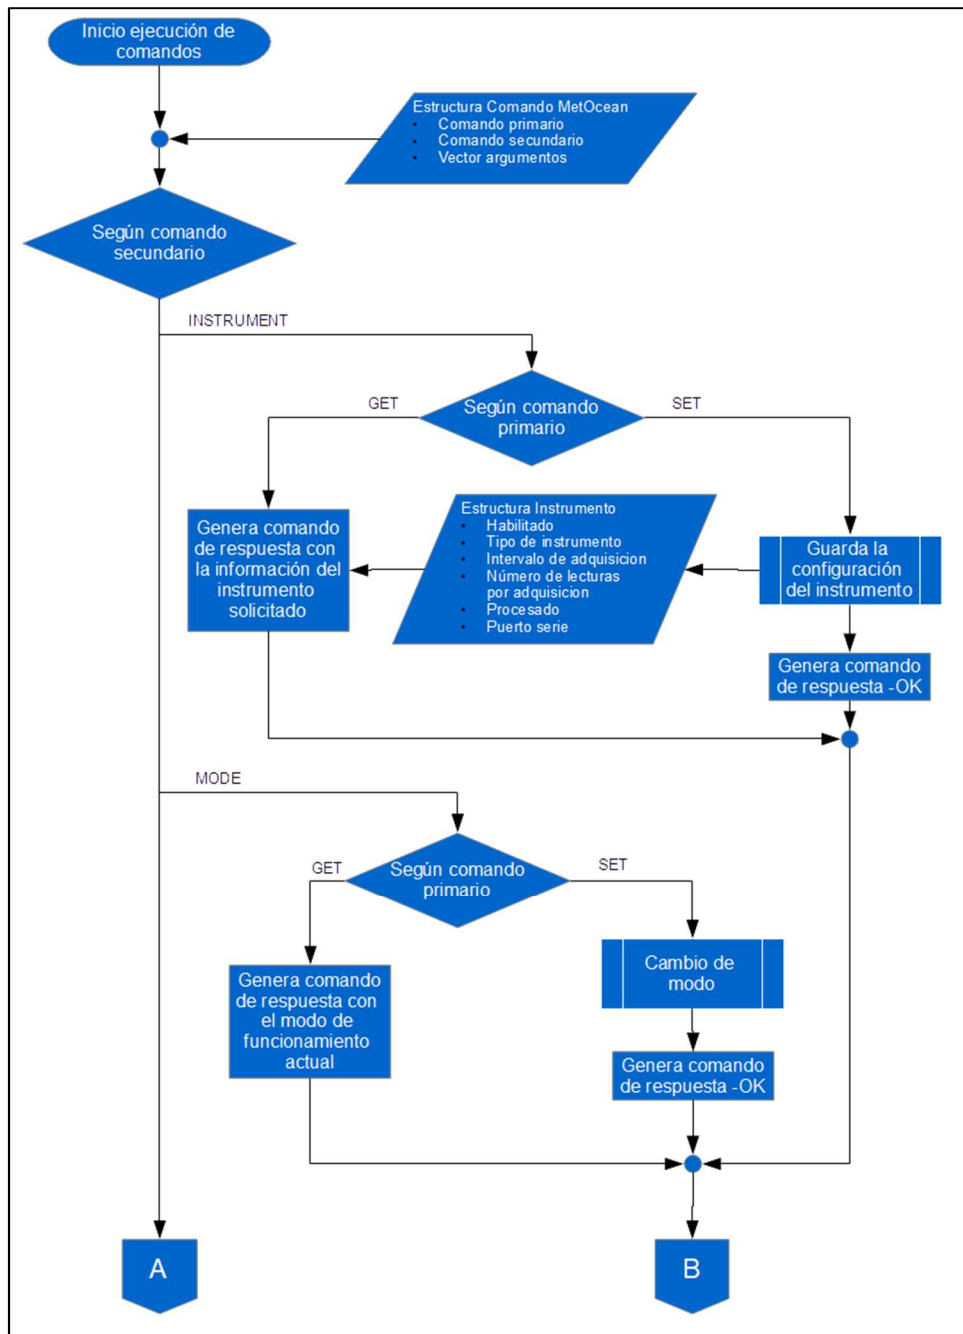 Inicio ejecución de
comandos
Estructura Comando MetOcean
• Comando primario
• Comando secundario
• Vector argumentos
Según comando
secundario
INSTRUMENT
Según comando
primario
GET
SET
Genera comando
de respuesta con
la información del
instrumento
solicitado
Estructura Instrumento
• Habilitado
• Tipo de instrumento
• Intervalo de adquisicion
• Número de lecturas
por adquisicion
• Procesado
• Puerto serie
Guarda la
configuración
del instrumento
Genera comando
de respuesta -OK
MODE
Según comando
primario
GET
SET
Genera comando
de respuesta con
el modo de
funcionamiento
actual
Cambio de
modo
Genera comando
de respuesta -OK
A
B